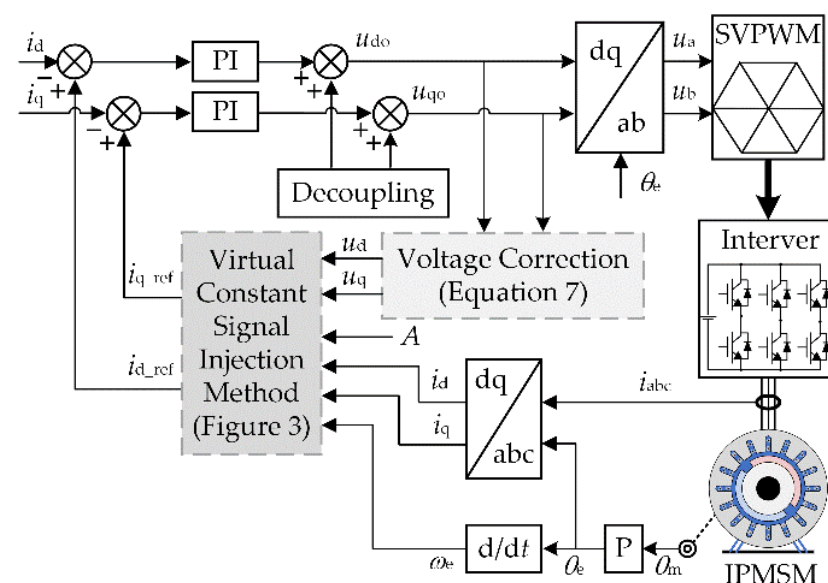 id
PI
udo
dq
ab
ua
SVPWM
iq
PI
uqo
ub
Decoupling
θe
Interver
Virtual
Constant
Signal
Injection
Method
(Figure 3)
ud
uq
Voltage Correction
(Equation 7)
iq_ref
A
id_ref
id
iq
dq
abc
iabc
ωe
d/dt
θe
P
θm
IPMSM
− +
− +
+ +
+ +